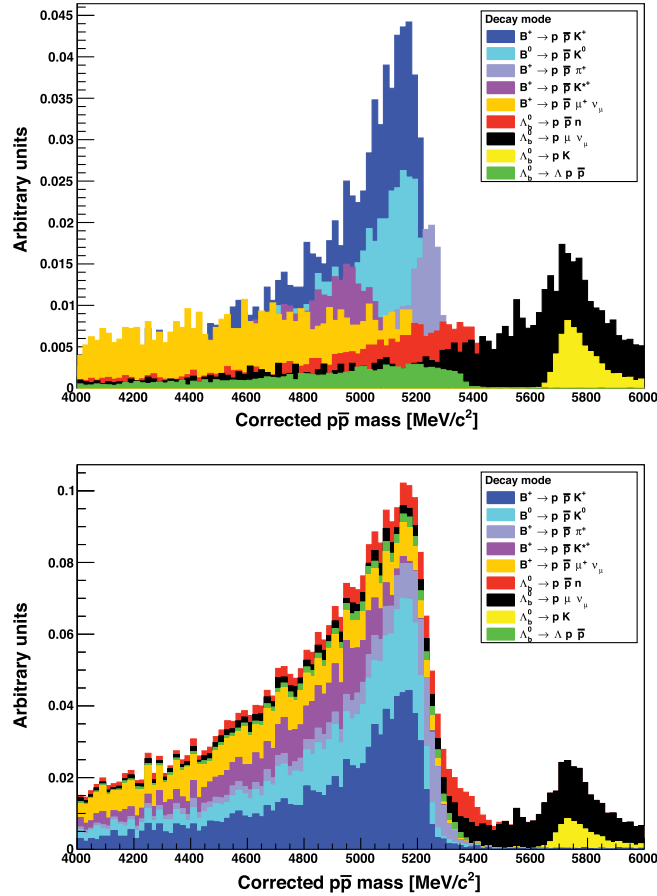 Decay mode
B⁺ → p p̅ K⁺
B⁰ → p p̅ K⁰
B⁺ → p p̅ π⁺
B⁺ → p p̅ K*⁺
B⁺ → p p̅ μ⁺ ν_μ
Λ_b⁰ → p p̅ n
Λ_b⁰ → p μ ν_μ
Λ_b⁰ → p K
Λ_b⁰ → Λ p p̅
Arbitrary units
0.045
0.04
0.035
0.03
0.025
0.02
0.015
0.01
0.005
0
4000 4200 4400 4600 4800 5000 5200 5400 5600 5800 6000
Corrected pp̅ mass [MeV/c²]
Decay mode
B⁺ → p p̅ K⁺
B⁰ → p p̅ K⁰
B⁺ → p p̅ π⁺
B⁺ → p p̅ K*⁺
B⁺ → p p̅ μ⁺ ν_μ
Λ_b⁰ → p p̅ n
Λ_b⁰ → p μ ν_μ
Λ_b⁰ → p K
Λ_b⁰ → Λ p p̅
Arbitrary units
0.1
0.08
0.06
0.04
0.02
0
4000 4200 4400 4600 4800 5000 5200 5400 5600 5800 6000
Corrected pp̅ mass [MeV/c²]